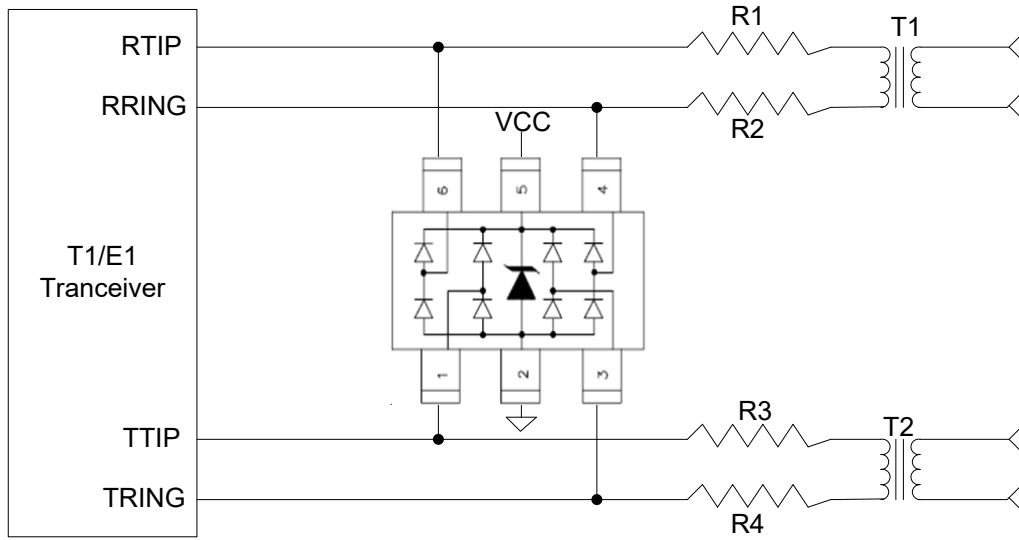 R1
T1
RTIP
RRING
R2
VCC
6
5
4
T1/E1
Tranceiver
1
2
3
R3
T2
TTIP
TRING
R4